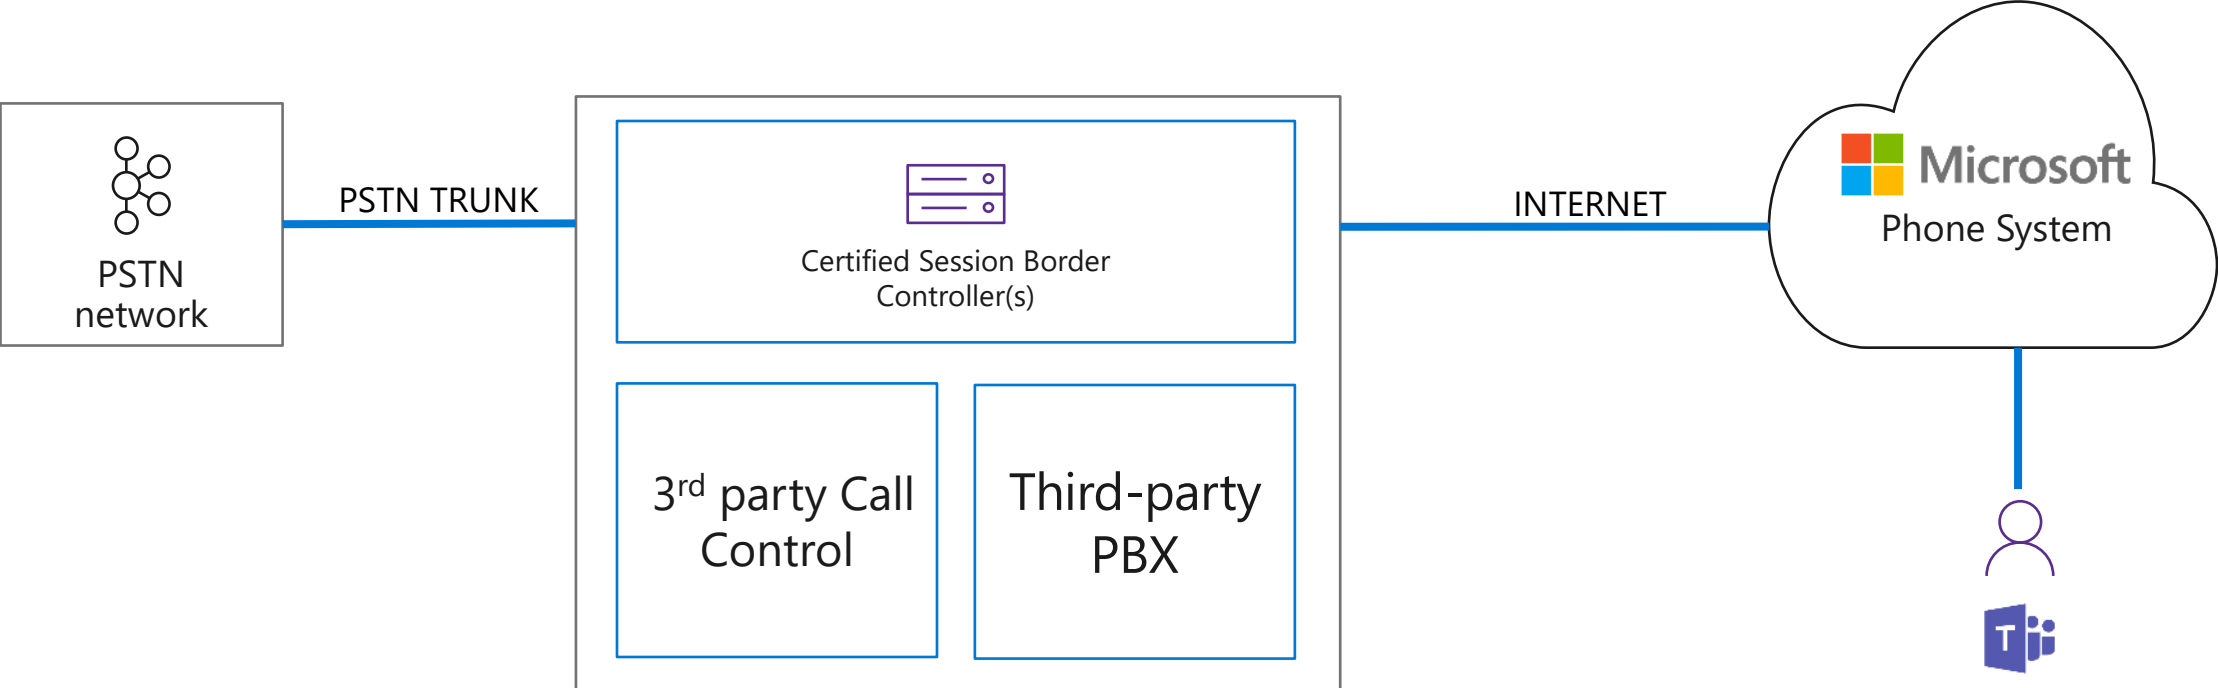 PSTN
network
PSTN TRUNK
Certified Session Border
Controller(s)
3rd party Call
Control
Third-party
PBX
INTERNET
Microsoft
Phone System
T